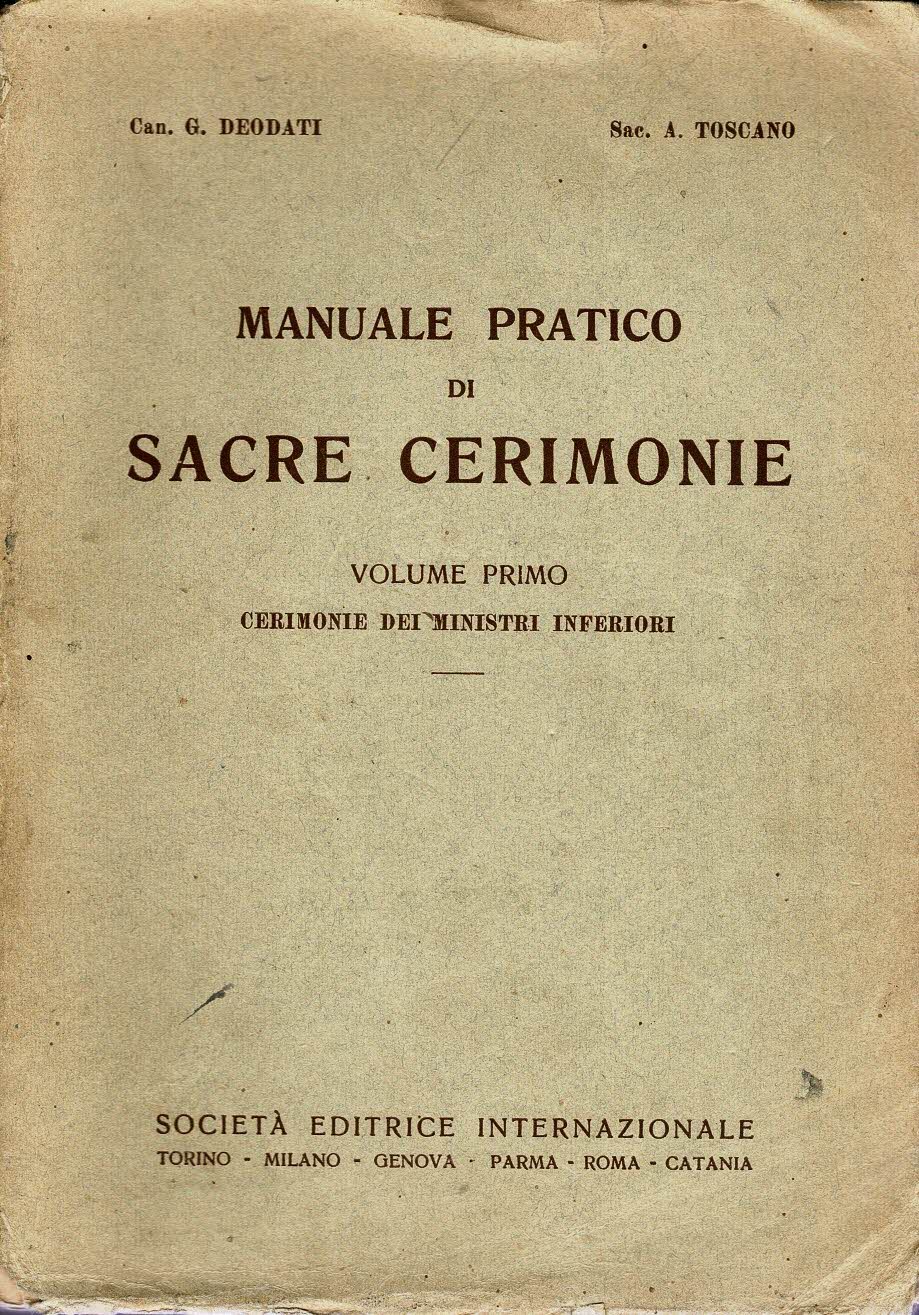 Can. G. DEODATI Sac. A. TOSCANO
MANUALE PRATICO
DI
SACRE CERIMONIE
VOLUME PRIMO
CERIMONIE DEI MINISTRI INFERIORI
SOCIETÀ EDITRICE INTERNAZIONALE
TORINO - MILANO - GENOVA - PARMA - ROMA - CATANIA